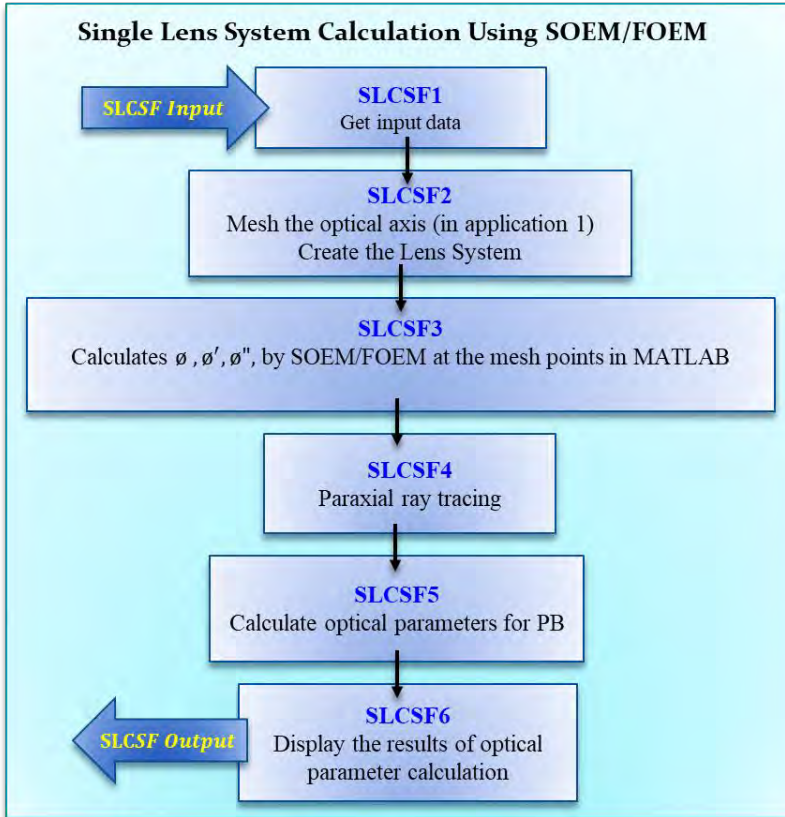 Single Lens System Calculation Using SOEM/FOEM
SLCSF Input
SLCSF1
Get input data
SLCSF2
Mesh the optical axis (in application 1)
Create the Lens System
SLCSF3
Calculates ø , ø′, ø", by SOEM/FOEM at the mesh points in MATLAB
SLCSF4
Paraxial ray tracing
SLCSF5
Calculate optical parameters for PB
SLCSF6
Display the results of optical
parameter calculation
SLCSF Output